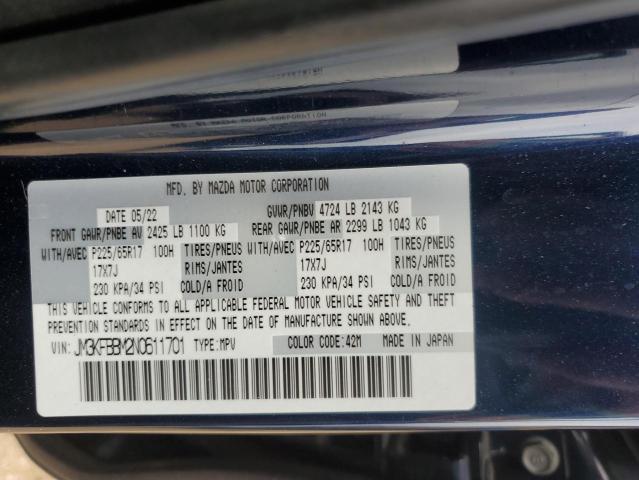 MFD. BY MAZDA MOTOR CORPORATION
MFD. BY MAZDA MOTOR CORPORATION
DATE 05/22 GVWR/PNBV 4724 LB 2143 KG
FRONT GAWR/PNBE AV 2425 LB 1100 KG REAR GAWR/PNBE AR 2299 LB 1043 KG
WITH/AVEC P225/65R17 100H TIRES/PNEUS WITH/AVEC P225/65R17 100H TIRES/PNEUS
17X7J RIMS/JANTES 17X7J RIMS/JANTES
230 KPA/34 PSI COLD/A FROID 230 KPA/34 PSI COLD/A FROID
THIS VEHICLE CONFORMS TO ALL APPLICABLE FEDERAL MOTOR VEHICLE SAFETY AND THEFT
PREVENTION STANDARDS IN EFFECT ON THE DATE OF MANUFACTURE SHOWN ABOVE.
VIN: JM3KFBBM2N0611701 TYPE:MPV COLOR CODE:42M MADE IN JAPAN